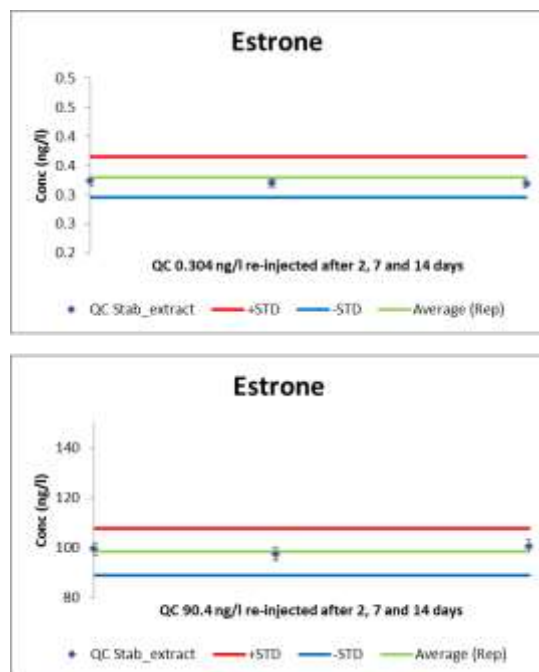 Estrone
0.5
0.5
0.4
0.4
0.3
0.3
0.2
Conc (ng/l)
QC 0.304 ng/l re-injected after 2, 7 and 14 days
QC Stab_extract +STD -STD Average (Rep)
Estrone
140
120
100
80
Conc (ng/l)
QC 90.4 ng/l re-injected after 2, 7 and 14 days
QC Stab_extract +STD -STD Average (Rep)